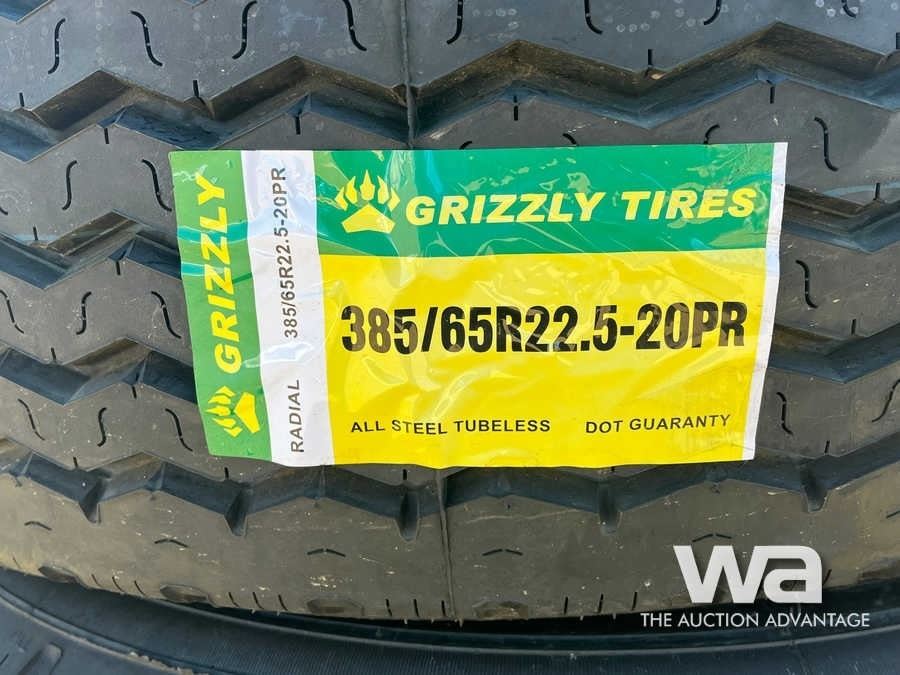 GRIZZLY
RADIAL 385/65R22.5-20PR
GRIZZLY TIRES
385/65R22.5-20PR
ALL STEEL TUBELESS DOT GUARANTY
wa
THE AUCTION ADVANTAGE